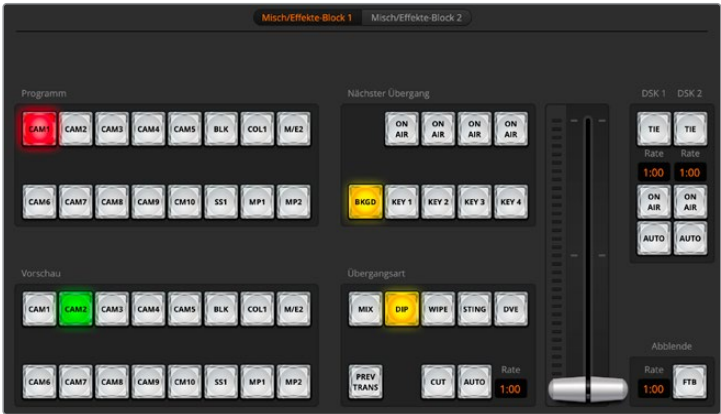 Misch/Effekte-Block 1 Misch/Effekte-Block 2
Programm
CAM1 CAM2 CAM3 CAM4 CAM5 BLK COL1 M/E2
CAM6 CAM7 CAM8 CAM9 CM10 SS1 MP1 MP2
Nächster Übergang
ON AIR ON AIR ON AIR ON AIR
BKGD KEY 1 KEY 2 KEY 3 KEY 4
DSK 1 DSK 2
TIE TIE
Rate Rate
1:00 1:00
ON AIR ON AIR
AUTO AUTO
Vorschau
CAM1 CAM2 CAM3 CAM4 CAM5 BLK COL1 M/E2
CAM6 CAM7 CAM8 CAM9 CM10 SS1 MP1 MP2
Übergangsart
MIX DIP WIPE STING DVE
PREV TRANS CUT AUTO Rate 1:00
Abblende
Rate
1:00 FTB